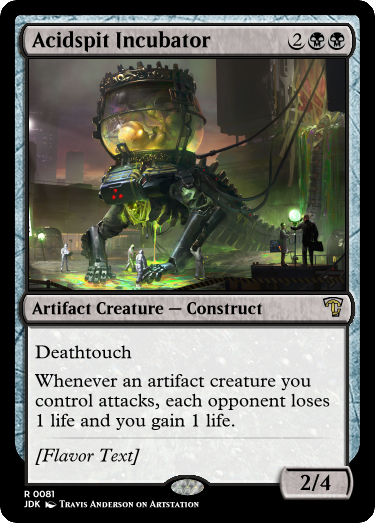 Acidspit Incubator 2
Artifact Creature — Construct
Deathtouch
Whenever an artifact creature you
control attacks, each opponent loses
1 life and you gain 1 life.
[Flavor Text]
2/4
R 0081
JDK Travis Anderson on Artstation